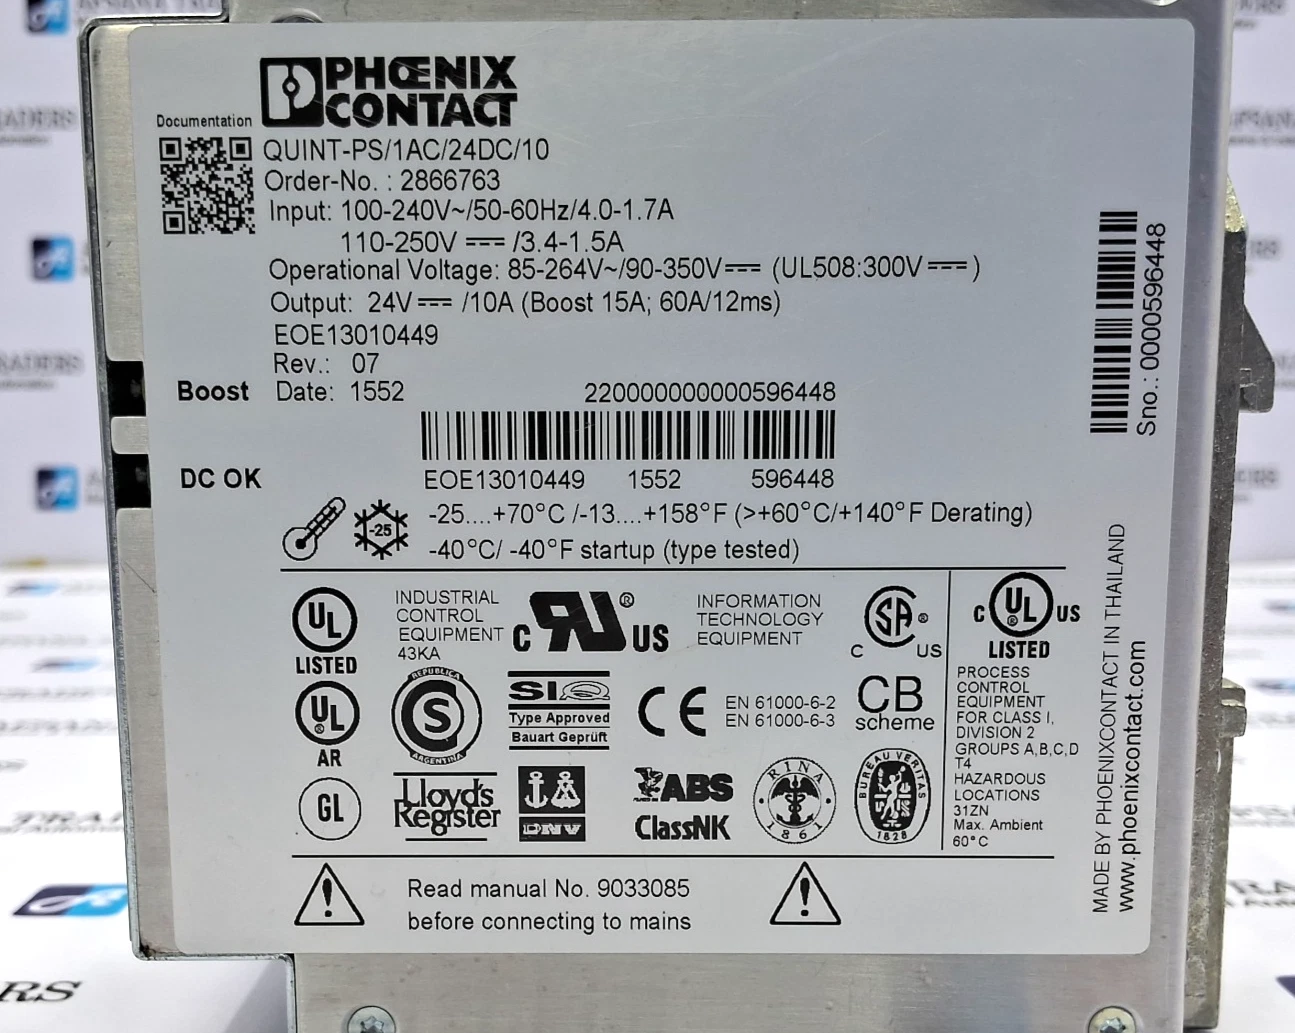 PHOENIX
CONTACT
Documentation
QUINT-PS/1AC/24DC/10
Order-No. : 2866763
Input: 100-240V~/50-60Hz/4.0-1.7A
110-250V ⎓ /3.4-1.5A
Operational Voltage: 85-264V~/90-350V⎓ (UL508:300V⎓)
Output: 24V⎓ /10A (Boost 15A; 60A/12ms)
EOE13010449
Rev.: 07
Boost
Date: 1552
220000000000596448
DC OK
EOE13010449 1552 596448
-25....+70°C /-13....+158°F (>+60°C/+140°F Derating)
-25
-40°C/ -40°F startup (type tested)
UL
LISTED
INDUSTRIAL
CONTROL
EQUIPMENT
43KA
C RU ® US
INFORMATION
TECHNOLOGY
EQUIPMENT
C SA ® US
C UL ® US
LISTED
PROCESS
CONTROL
EQUIPMENT
FOR CLASS I,
DIVISION 2
GROUPS A,B,C,D
T4
HAZARDOUS
LOCATIONS
31ZN
Max. Ambient
60°C
UL ®
AR
REPUBLICA
S
ARGENTINA
SIQ
Type Approved
Bauart Geprüft
CE
EN 61000-6-2
EN 61000-6-3
CB
scheme
GL
Lloyd's
Register
DNV
ABS
ClassNK
RINA
1861
BUREAU VERITAS
1828
Read manual No. 9033085
before connecting to mains
Sno.: 0000596448
MADE BY PHOENIXCONTACT IN THAILAND
www.phoenixcontact.com